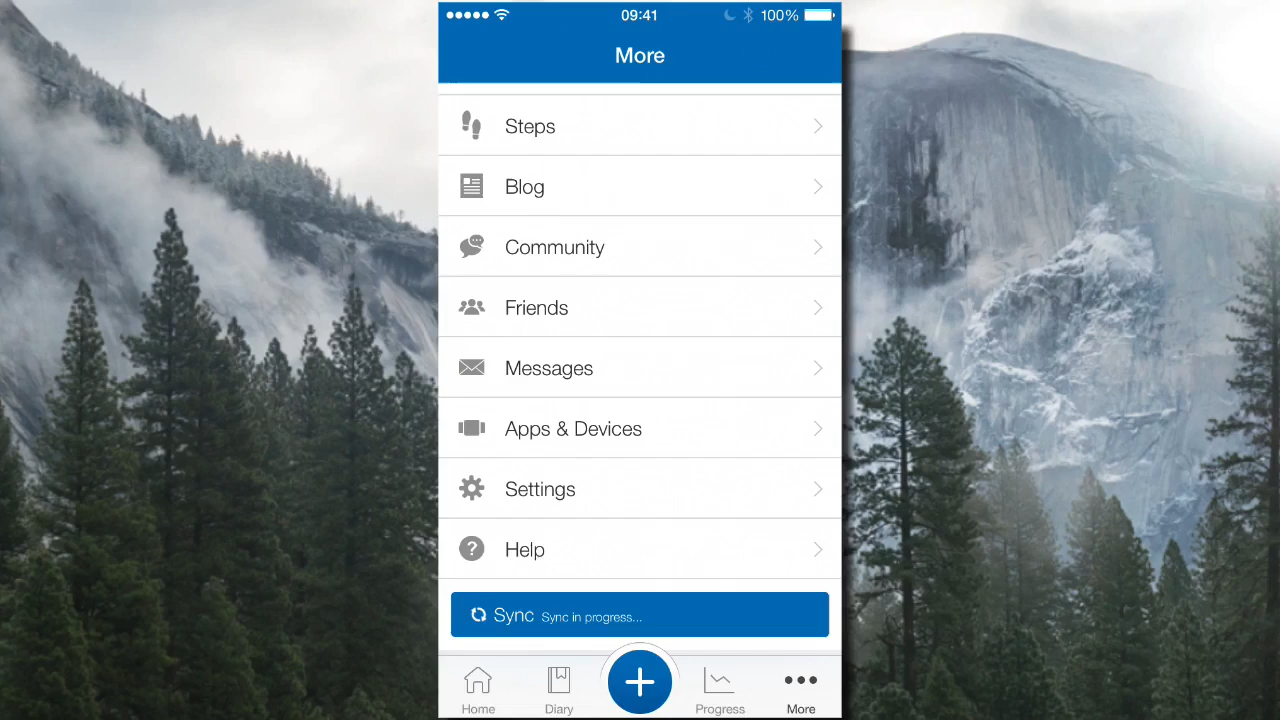 09:41 100%
More
Steps
Blog
Community
Friends
Messages
Apps & Devices
Settings
Help
Sync Sync in progress...
Home Diary Progress More